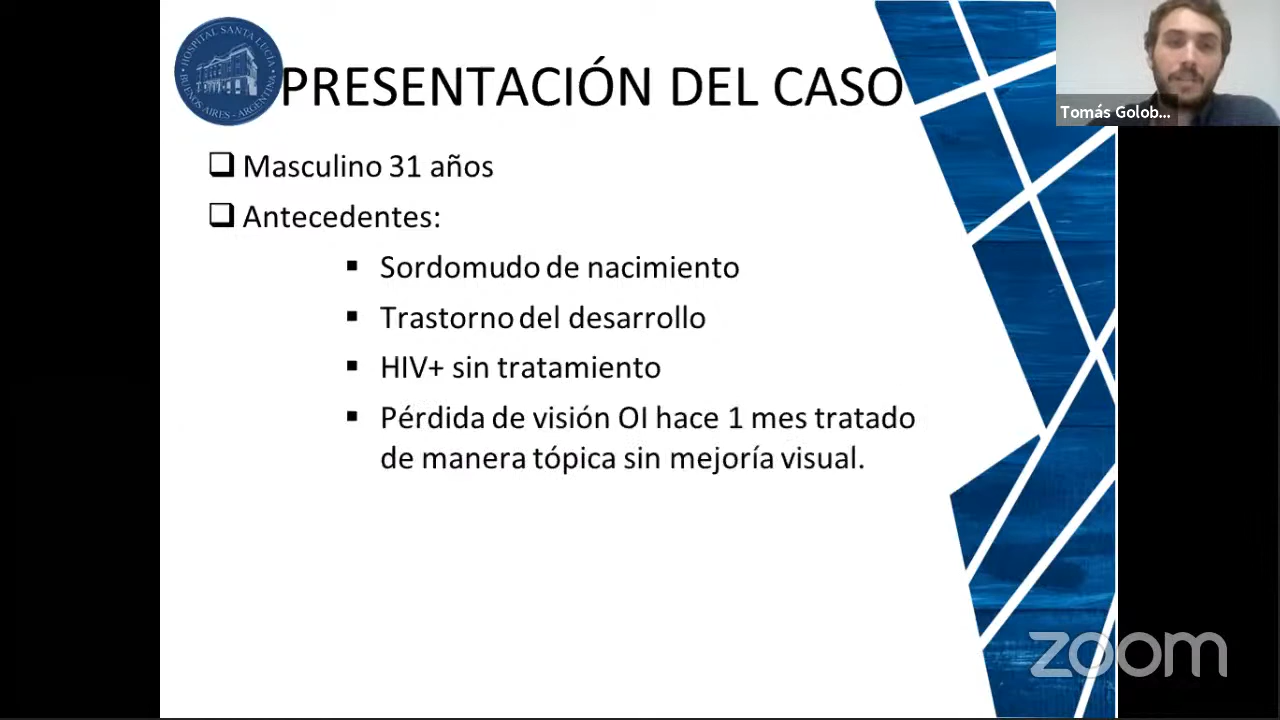 HOSPITAL SANTA LUCÍA
BUENOS AIRES - ARGENTINA
PRESENTACIÓN DEL CASO
Tomás Golob...
Masculino 31 años
Antecedentes:
Sordomudo de nacimiento
Trastorno del desarrollo
HIV+ sin tratamiento
Pérdida de visión OI hace 1 mes tratado
de manera tópica sin mejoría visual.
zoom